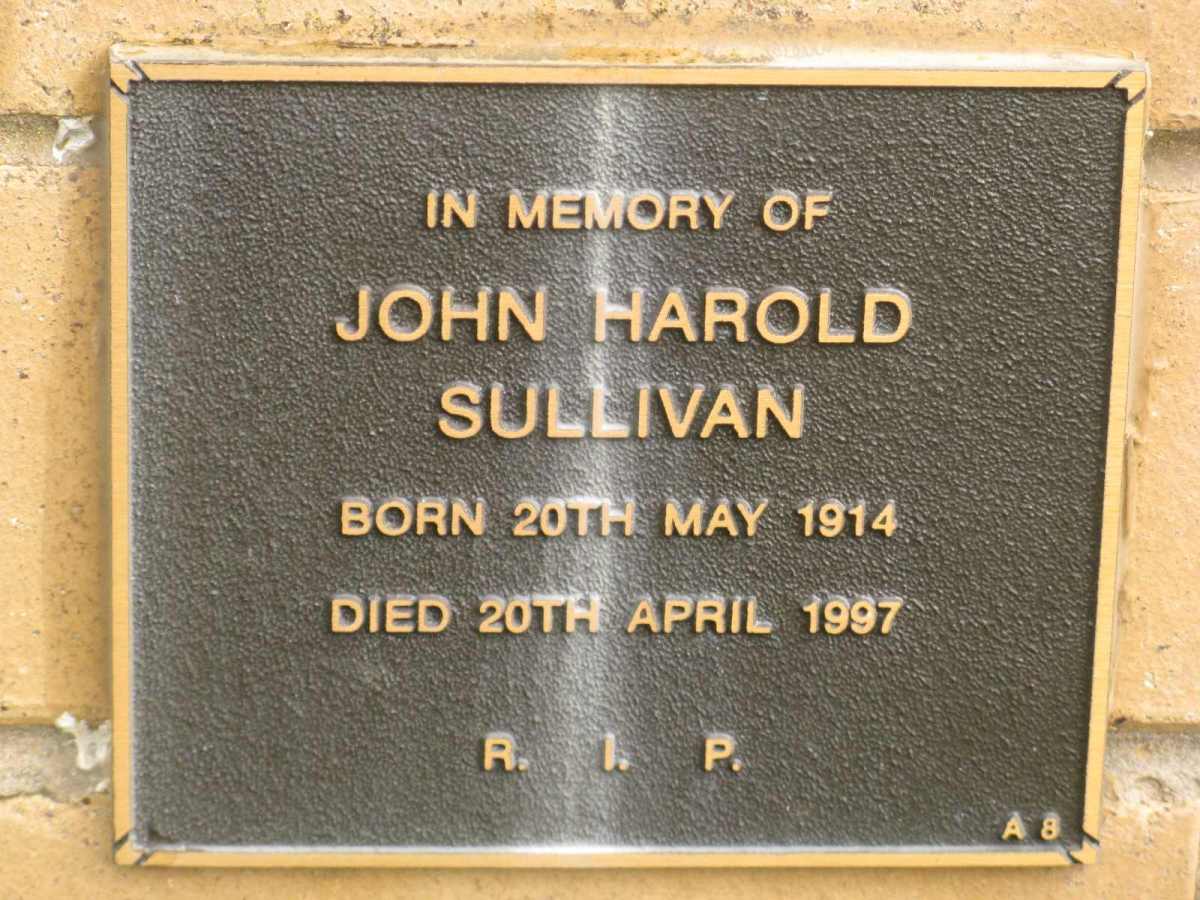 IN MEMORY OF
JOHN HAROLD
SULLIVAN
BORN 20TH MAY 1914
DIED 20TH APRIL 1997
R. I. P.
A 8